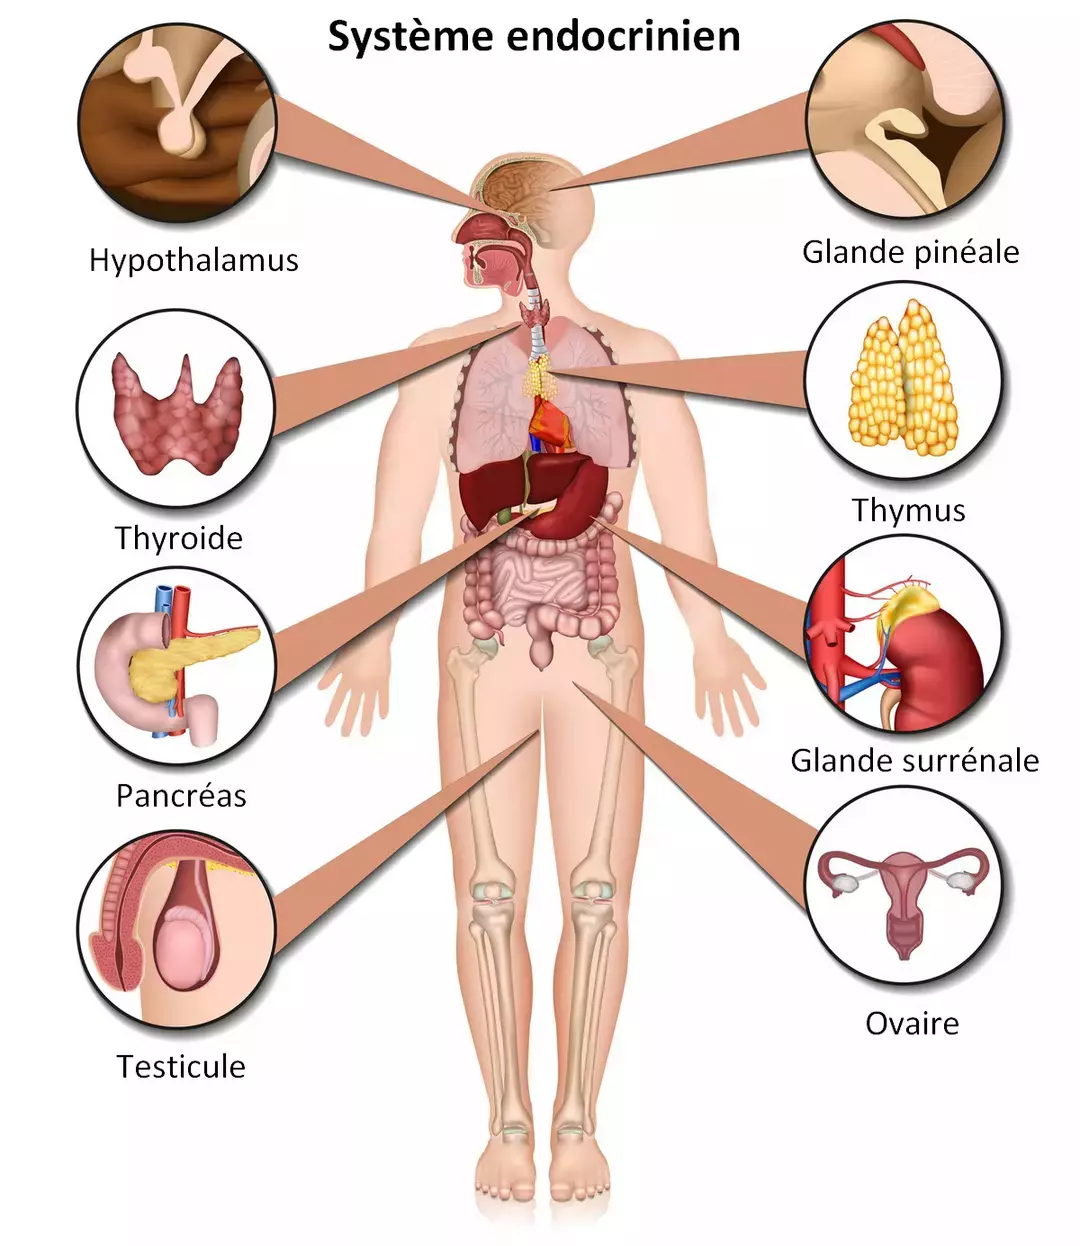 Système endocrinien
Hypothalamus
Glande pinéale
Thyroide
Thymus
Pancréas
Glande surrénale
Testicule
Ovaire